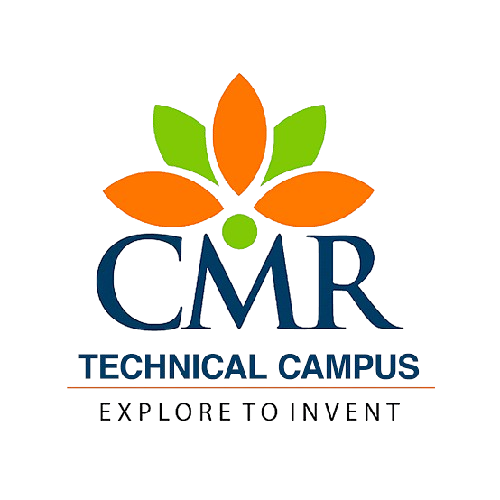 CMR
TECHNICAL CAMPUS
EXPLORE TO INVENT